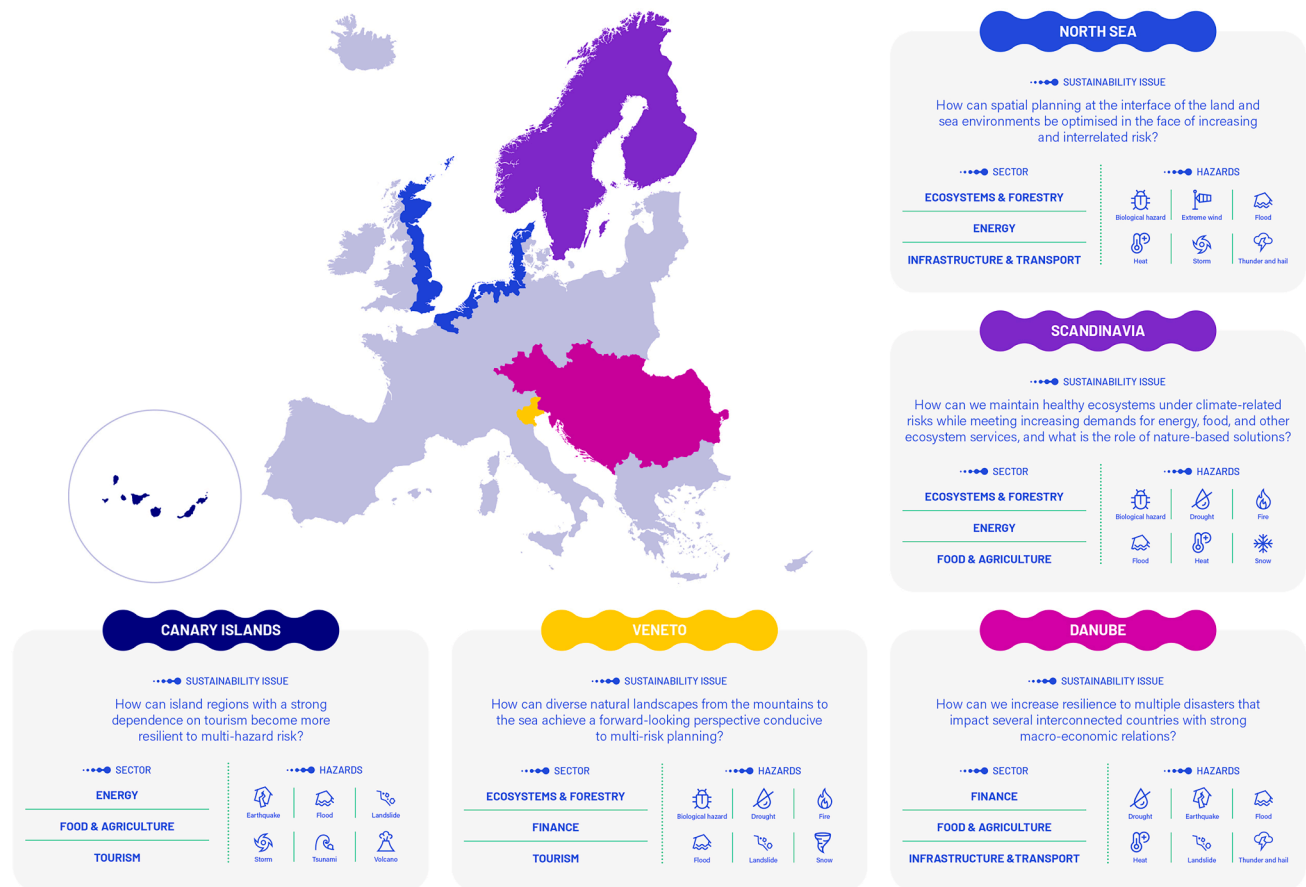 NORTH SEA
SUSTAINABILITY ISSUE
How can spatial planning at the interface of the land and
sea environments be optimised in the face of increasing
and interrelated risk?
SECTOR
ECOSYSTEMS & FORESTRY
ENERGY
INFRASTRUCTURE & TRANSPORT
HAZARDS
Biological hazard
Extreme wind
Flood
Heat
Storm
Thunder and hail
SCANDINAVIA
SUSTAINABILITY ISSUE
How can we maintain healthy ecosystems under climate-related
risks while meeting increasing demands for energy, food, and other
ecosystem services, and what is the role of nature-based solutions?
SECTOR
ECOSYSTEMS & FORESTRY
ENERGY
FOOD & AGRICULTURE
HAZARDS
Biological hazard
Drought
Fire
Flood
Heat
Snow
CANARY ISLANDS
SUSTAINABILITY ISSUE
How can island regions with a strong
dependence on tourism become more
resilient to multi-hazard risk?
SECTOR
ENERGY
FOOD & AGRICULTURE
TOURISM
HAZARDS
Earthquake
Flood
Landslide
Storm
Tsunami
Volcano
VENETO
SUSTAINABILITY ISSUE
How can diverse natural landscapes from the mountains to
the sea achieve a forward-looking perspective conducive
to multi-risk planning?
SECTOR
ECOSYSTEMS & FORESTRY
FINANCE
TOURISM
HAZARDS
Biological hazard
Drought
Fire
Flood
Landslide
Snow
DANUBE
SUSTAINABILITY ISSUE
How can we increase resilience to multiple disasters that
impact several interconnected countries with strong
macro-economic relations?
SECTOR
FINANCE
FOOD & AGRICULTURE
INFRASTRUCTURE &TRANSPORT
HAZARDS
Drought
Earthquake
Flood
Heat
Landslide
Thunder and hail